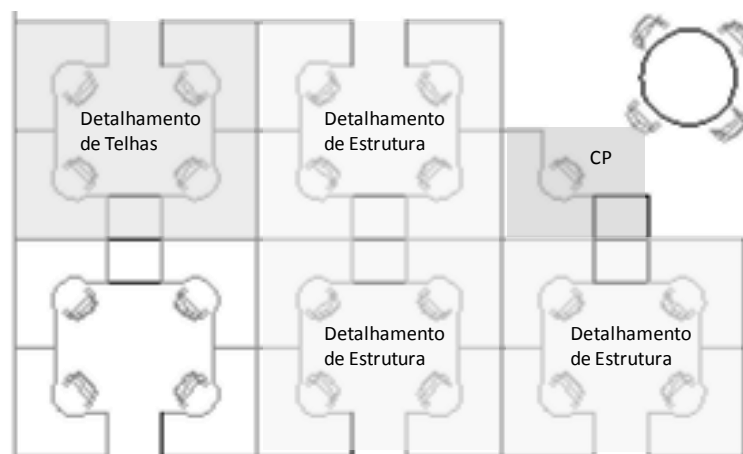 Detalhamento
de Telhas
Detalhamento
de Estrutura
CP
Detalhamento
de Estrutura
Detalhamento
de Estrutura